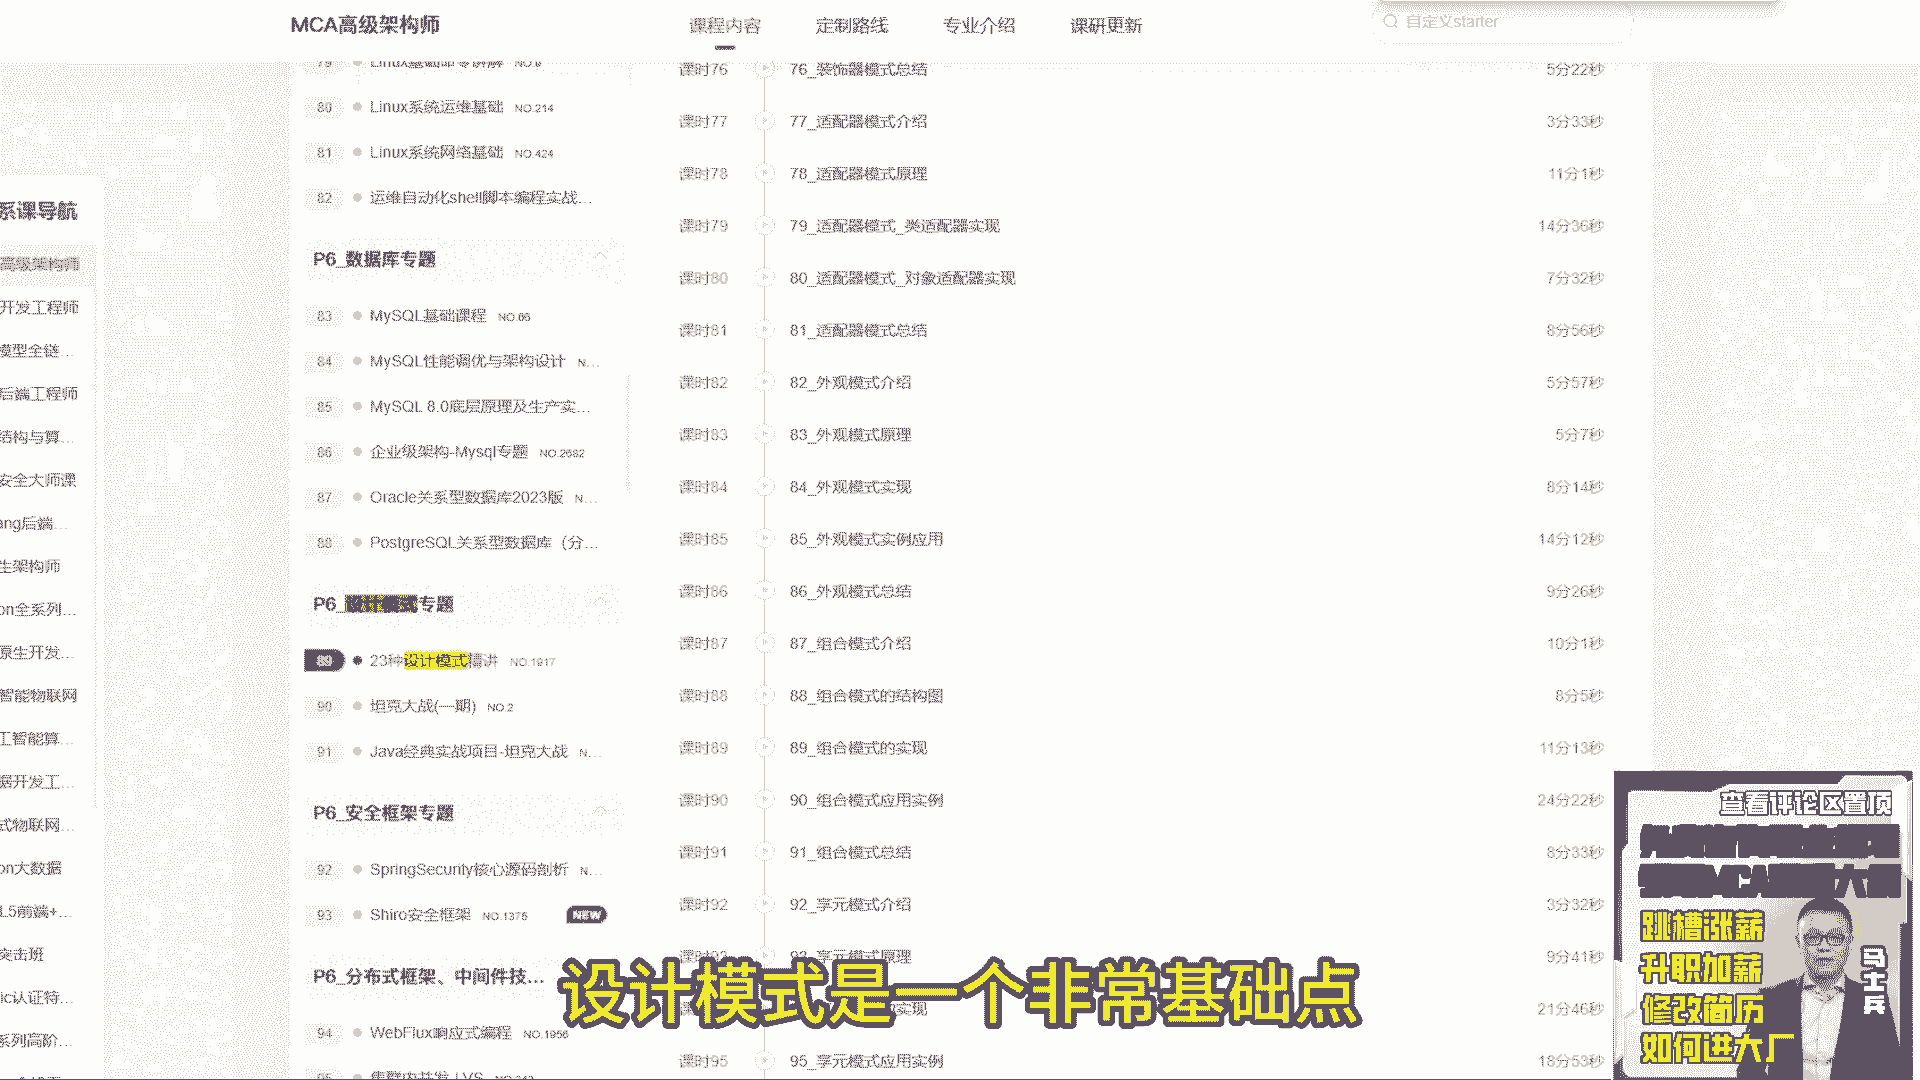 MCA高级架构师
课程内容
定制路线
专业介绍
课研更新
自定义starter
系课导航
高级架构师
开发工程师
模型全链...
后端工程师
结构与算...
安全大师课
ang后端...
生架构师
on全系列...
原生开发...
智能物联网
工智能算...
据开发工...
式物联网...
on大数据
L5前端+...
突击班
ic认证特...
系列高阶...
79
80 Linux系统运维基础 NO.214
81 Linux系统网络基础 NO.424
82 运维自动化shell脚本编程实战...
P6_数据库专题
83 MySQL基础课程 NO.66
84 MySQL性能调优与架构设计 N...
85 MySQL 8.0底层原理及生产实...
86 企业级架构-Mysql专题 NO.2682
87 Oracle关系型数据库2023版 N...
88 PostgreSQL关系型数据库（分...
P6_设计模式专题
89 23种设计模式精讲 NO.1917
90 坦克大战(一期) NO.2
91 Java经典实战项目-坦克大战 N...
P6_安全框架专题
92 SpringSecurity核心源码剖析 N...
93 Shiro安全框架 NO.1375 NEW
P6_分布式框架、中间件技...
94 WebFlux响应式编程 NO.1956
课时76 76_装饰器模式总结 5分22秒
课时77 77_适配器模式介绍 3分33秒
课时78 78_适配器模式原理 11分1秒
课时79 79_适配器模式_类适配器实现 14分36秒
课时80 80_适配器模式_对象适配器实现 7分32秒
课时81 81_适配器模式总结 8分56秒
课时82 82_外观模式介绍 5分57秒
课时83 83_外观模式原理 5分7秒
课时84 84_外观模式实现 8分14秒
课时85 85_外观模式实例应用 14分12秒
课时86 86_外观模式总结 9分26秒
课时87 87_组合模式介绍 10分1秒
课时88 88_组合模式的结构图 8分5秒
课时89 89_组合模式的实现 11分13秒
课时90 90_组合模式应用实例 24分22秒
课时91 91_组合模式总结 8分33秒
课时92 92_享元模式介绍 3分32秒
93_享元模式原理 9分41秒
实现 21分46秒
课时95 95_享元模式应用实例 18分53秒
设计模式是一个非常基础点
查看评论区置顶
跳槽涨薪
升职加薪
修改简历
如何进大厂
马士兵